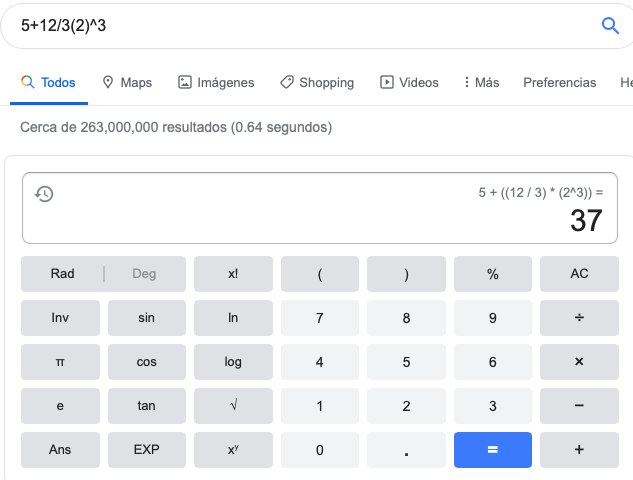 5+12/3(2)^3
Todos Maps Imágenes Shopping Videos Más Preferencias He
Cerca de 263,000,000 resultados (0.64 segundos)
5 + ((12 / 3) * (2^3)) =
37
Rad | Deg x! ( ) % AC
Inv sin ln 7 8 9 ÷
π cos log 4 5 6 ×
e tan √ 1 2 3 −
Ans EXP xʸ 0 . = +